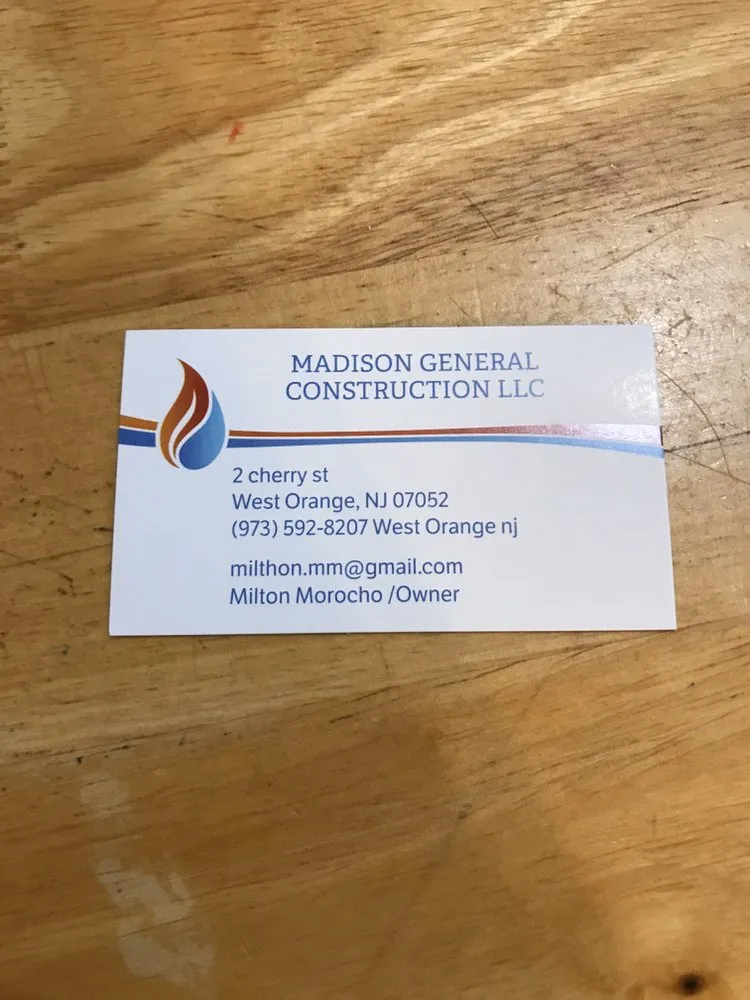 MADISON GENERAL
CONSTRUCTION LLC
2 cherry st
West Orange, NJ 07052
(973) 592-8207 West Orange nj
milthon.mm@gmail.com
Milton Morocho /Owner